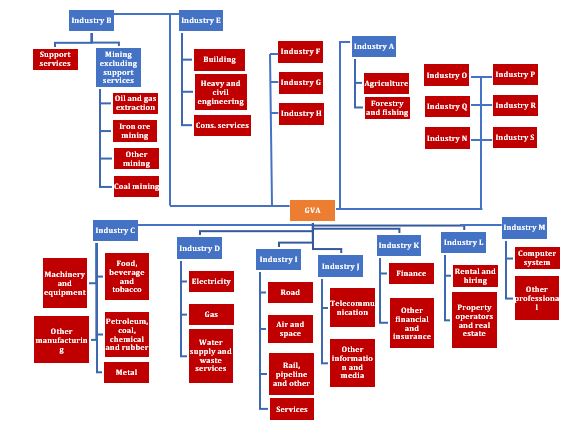 Industry B
Support
services
Mining
excluding
support
services
Oil and gas
extraction
Iron ore
mining
Other
mining
Coal mining
Industry E
Building
Heavy and
civil
engineering
Cons. services
Industry F
Industry G
Industry H
Industry A
Agriculture
Forestry
and fishing
Industry O
Industry P
Industry Q
Industry R
Industry N
Industry S
GVA
Industry C
Machinery
and
equipment
Food,
beverage
and
tobacco
Other
manufacturin
g
Petroleum,
coal,
chemical
and rubber
Metal
Industry D
Electricity
Gas
Water
supply and
waste
services
Industry I
Road
Air and
space
Rail,
pipeline
and other
Services
Industry J
Telecommu
nication
Other
informatio
n and
media
Industry K
Finance
Other
financial
and
insurance
Industry L
Rental and
hiring
Property
operators
and real
estate
Industry M
Computer
system
Other
professiona
l